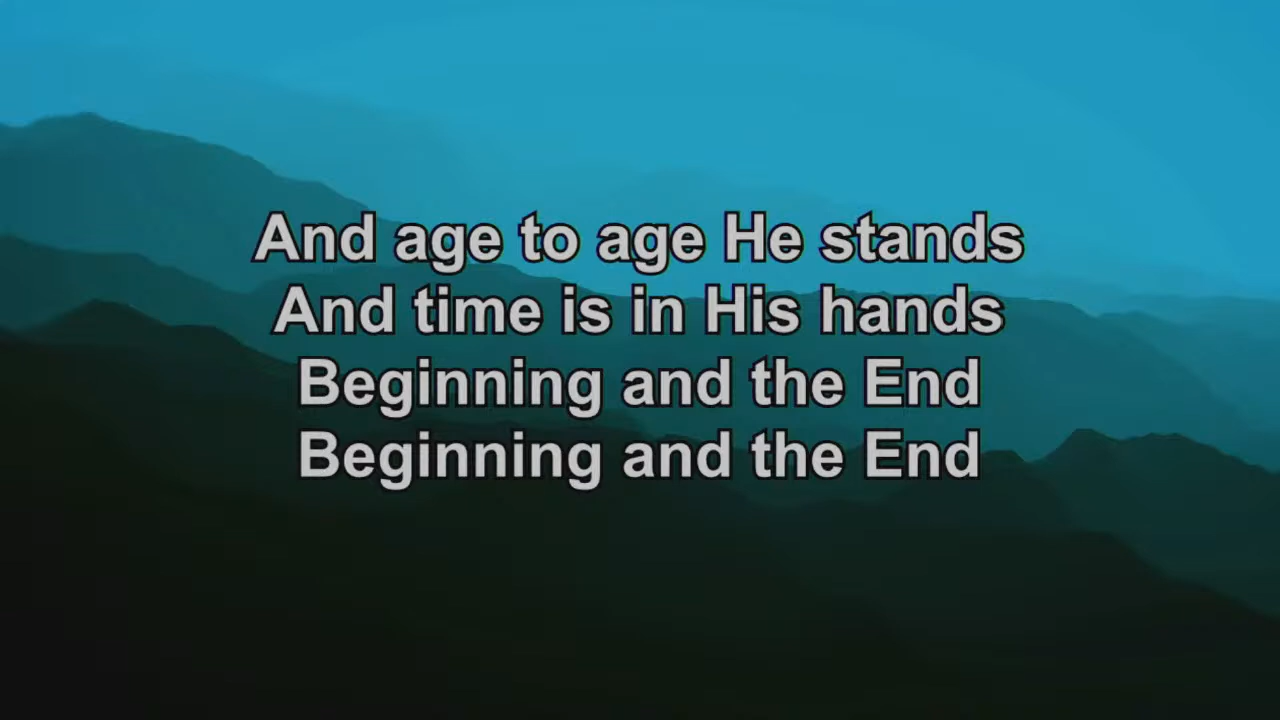 And age to age He stands
And time is in His hands
Beginning and the End
Beginning and the End